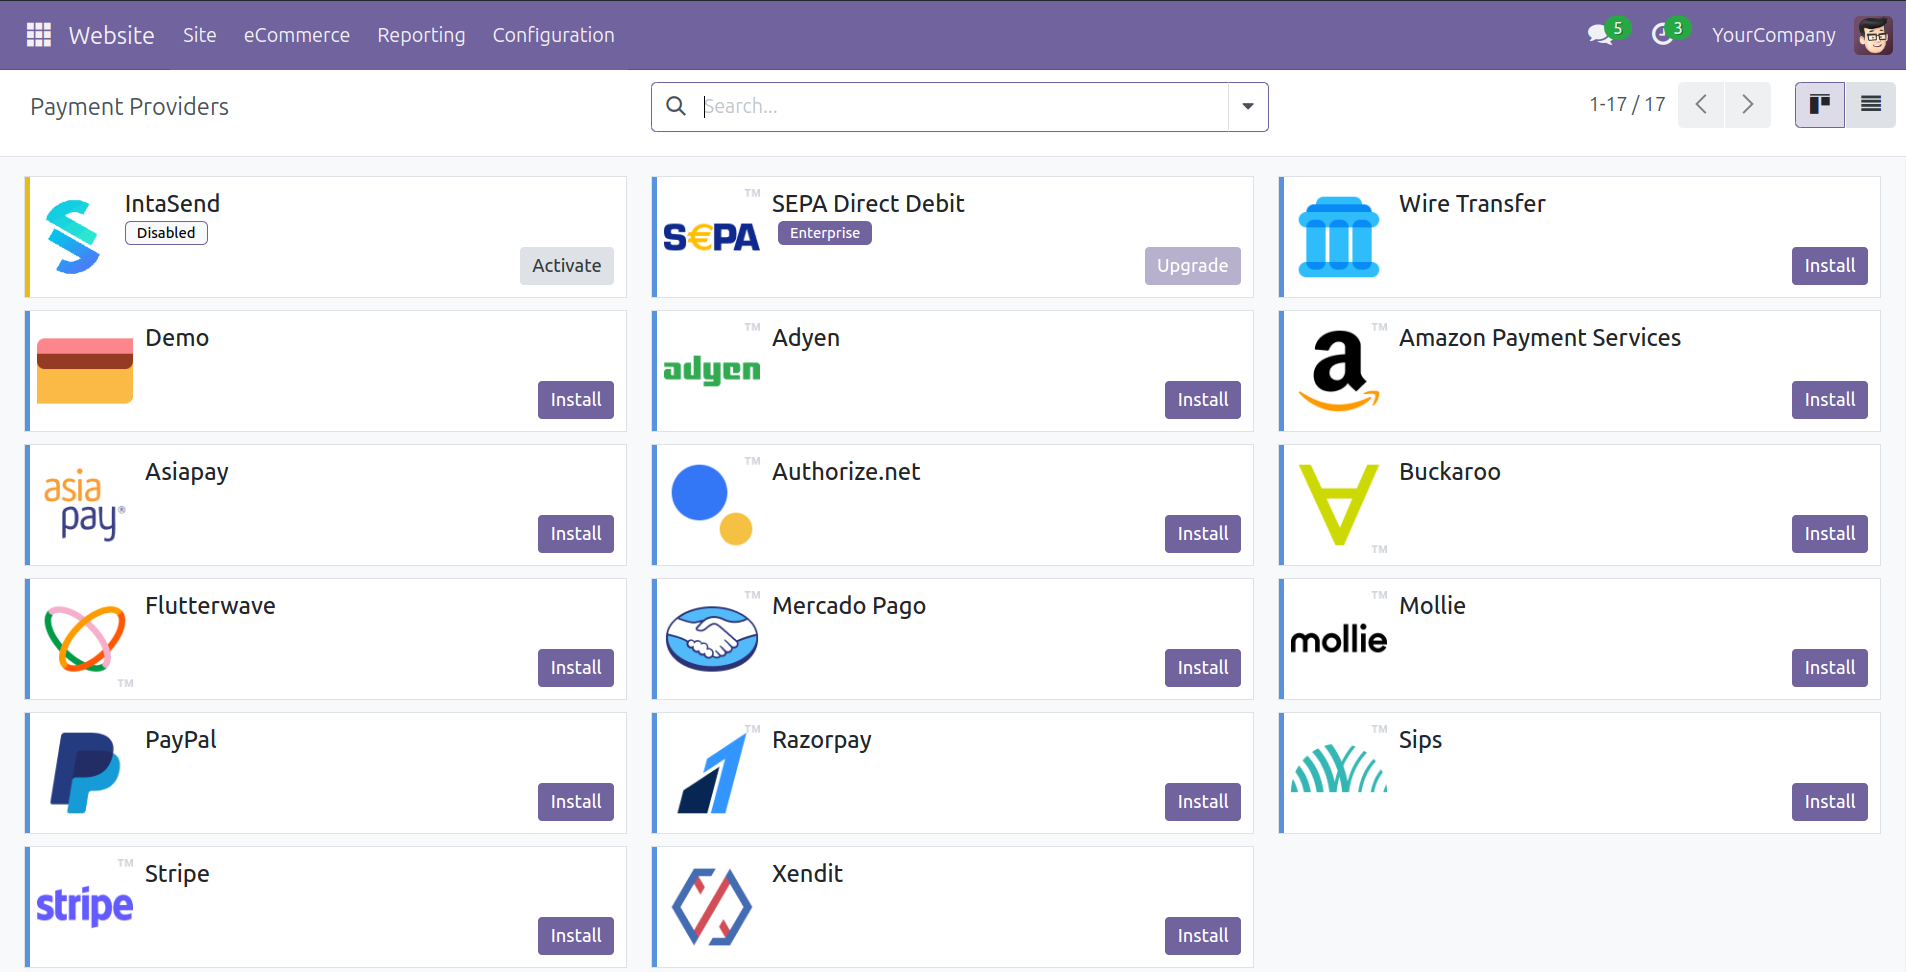 Website Site eCommerce Reporting Configuration 5 3 YourCompany
Payment Providers Search... 1-17 / 17
IntaSend
Disabled
Activate
TM
SEPA
SEPA Direct Debit
Enterprise
Upgrade
Wire Transfer
Install
Demo
Install
TM
adyen
Adyen
Install
TM
a
Amazon Payment Services
Install
asia
pay®
Asiapay
Install
TM
Authorize.net
Install
Buckaroo
TM
Install
Flutterwave
TM
Install
TM
Mercado Pago
Install
TM
mollie
Mollie
Install
PayPal
Install
TM
Razorpay
Install
TM
Sips
Install
TM
stripe
Stripe
Install
Xendit
Install